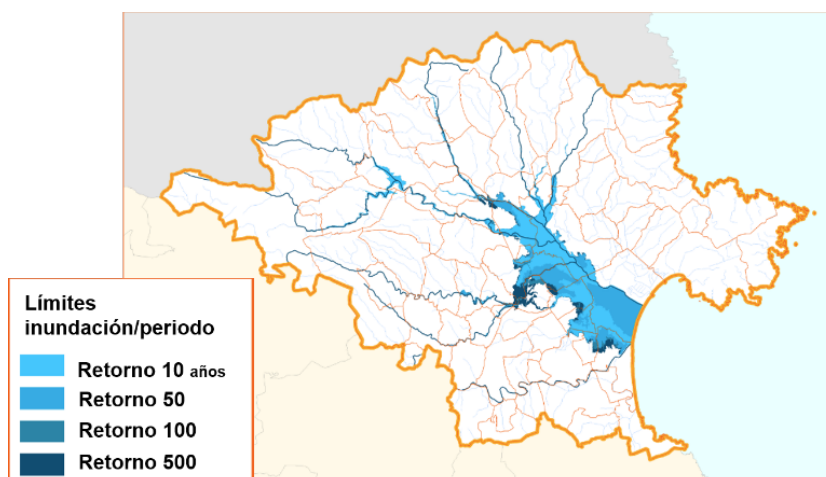 Límites
inundación/periodo
Retorno 10 años
Retorno 50
Retorno 100
Retorno 500